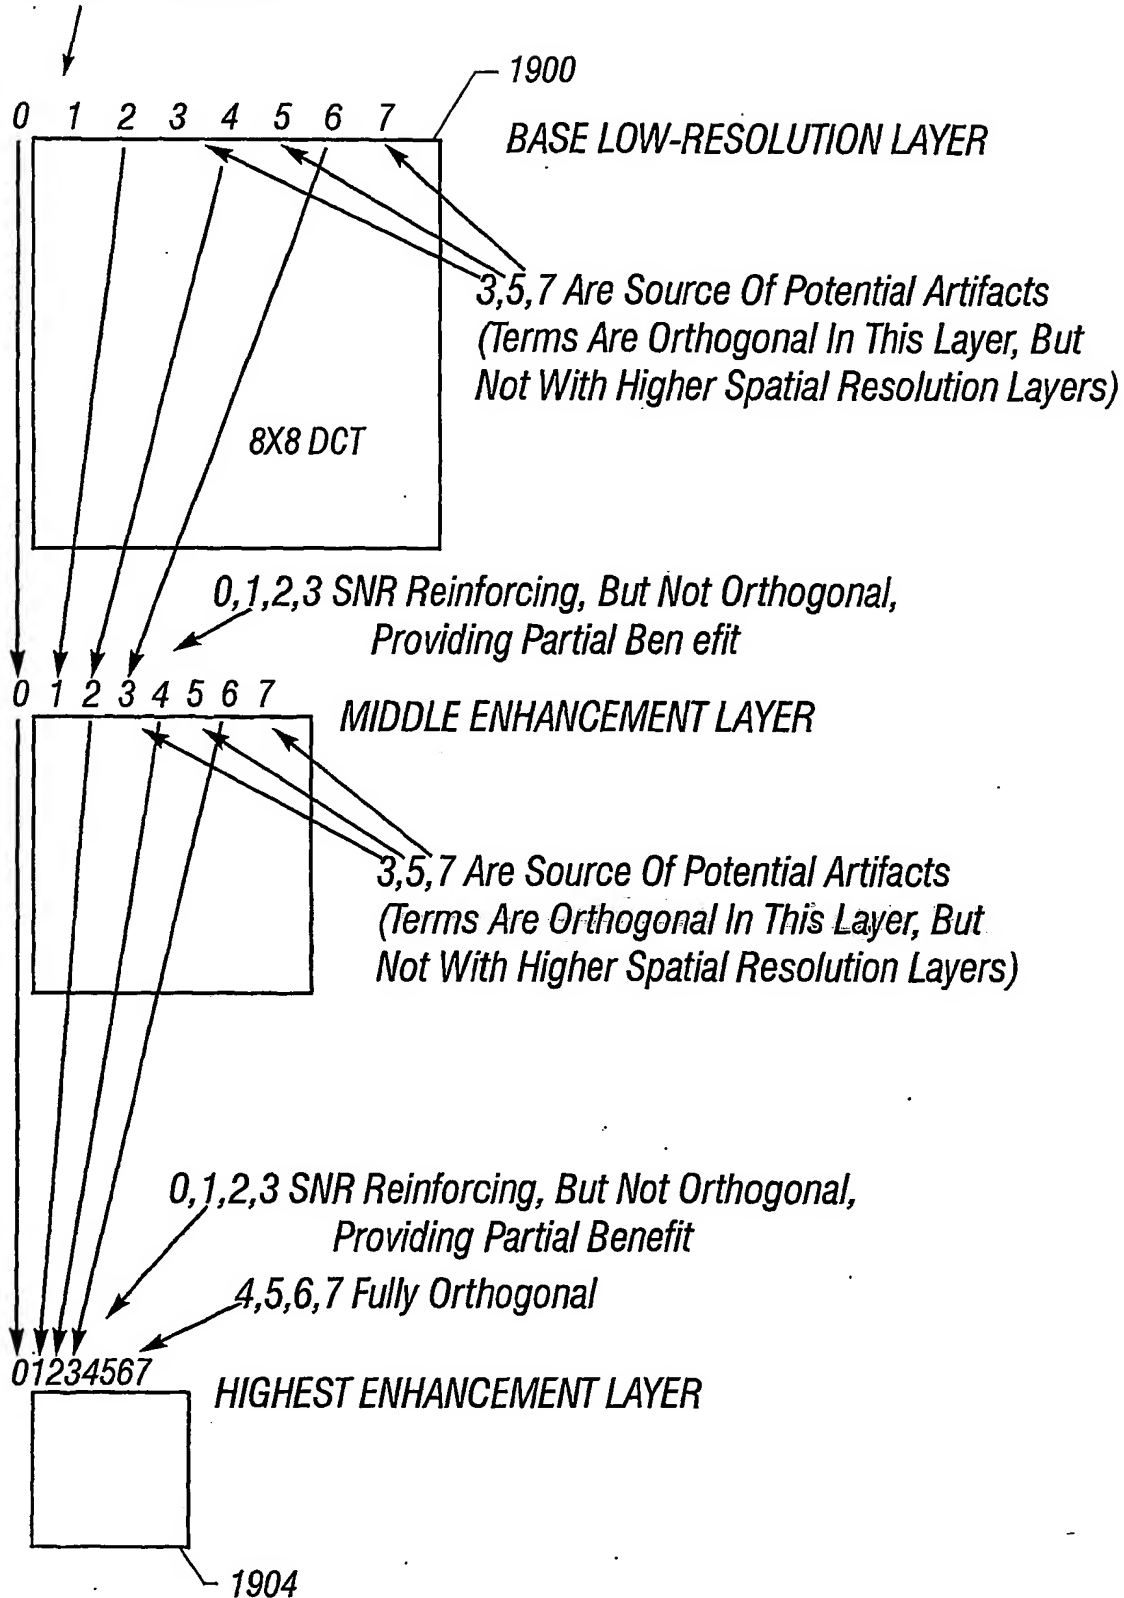 1900
0 1 2 3 4 5 6 7
BASE LOW-RESOLUTION LAYER
3,5,7 Are Source Of Potential Artifacts
(Terms Are Orthogonal In This Layer, But
Not With Higher Spatial Resolution Layers)
8X8 DCT
0,1,2,3 SNR Reinforcing, But Not Orthogonal,
Providing Partial Ben efit
0 1 2 3 4 5 6 7
MIDDLE ENHANCEMENT LAYER
3,5,7 Are Source Of Potential Artifacts
(Terms Are Orthogonal In This Layer, But
Not With Higher Spatial Resolution Layers)
0,1,2,3 SNR Reinforcing, But Not Orthogonal,
Providing Partial Benefit
4,5,6,7 Fully Orthogonal
01234567
HIGHEST ENHANCEMENT LAYER
1904